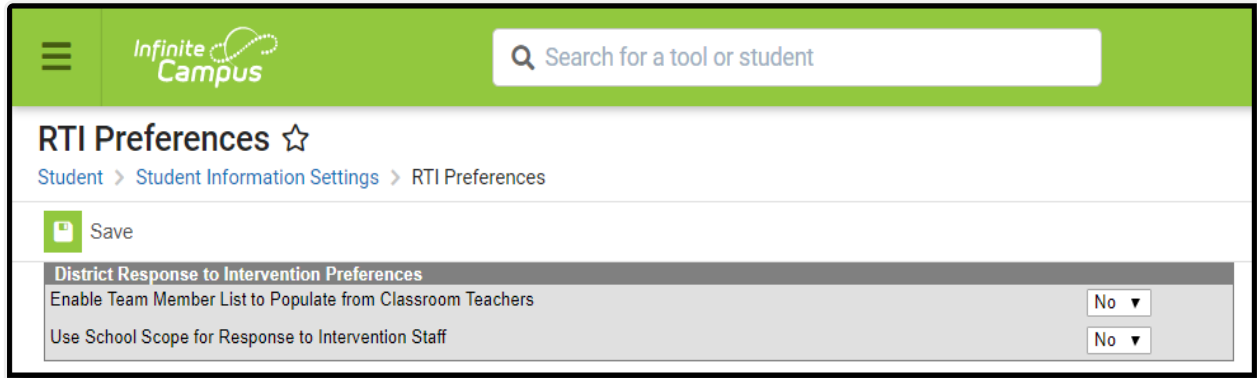 Infinite
Campus
Search for a tool or student
RTI Preferences
Student > Student Information Settings > RTI Preferences
Save
District Response to Intervention Preferences
Enable Team Member List to Populate from Classroom Teachers No ▼
Use School Scope for Response to Intervention Staff No ▼